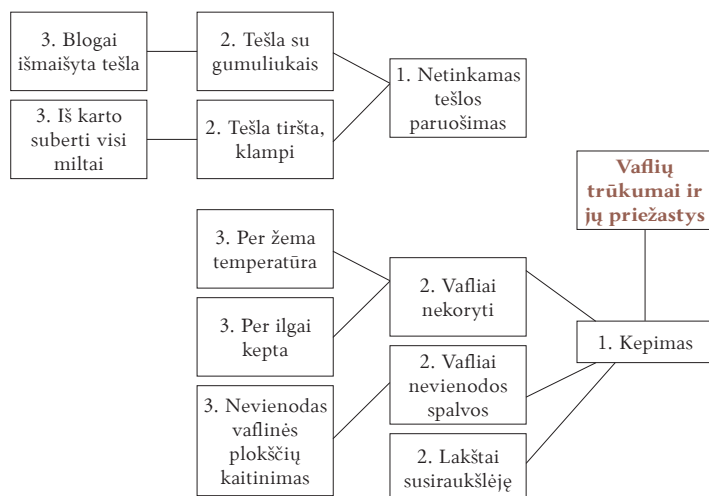 3. Blogai
išmaišyta tešla
2. Tešla su
gumuliukais
1. Netinkamas
tešlos
paruošimas
3. Iš karto
suberti visi
miltai
2. Tešla tiršta,
klampi
Vaflių
trūkumai ir
jų priežastys
3. Per žema
temperatūra
2. Vafliai
nekoryti
3. Per ilgai
kepta
1. Kepimas
2. Vafliai
nevienodos
spalvos
3. Nevienodas
vaflinės
plokščių
kaitinimas
2. Lakštai
susiraukšlėję